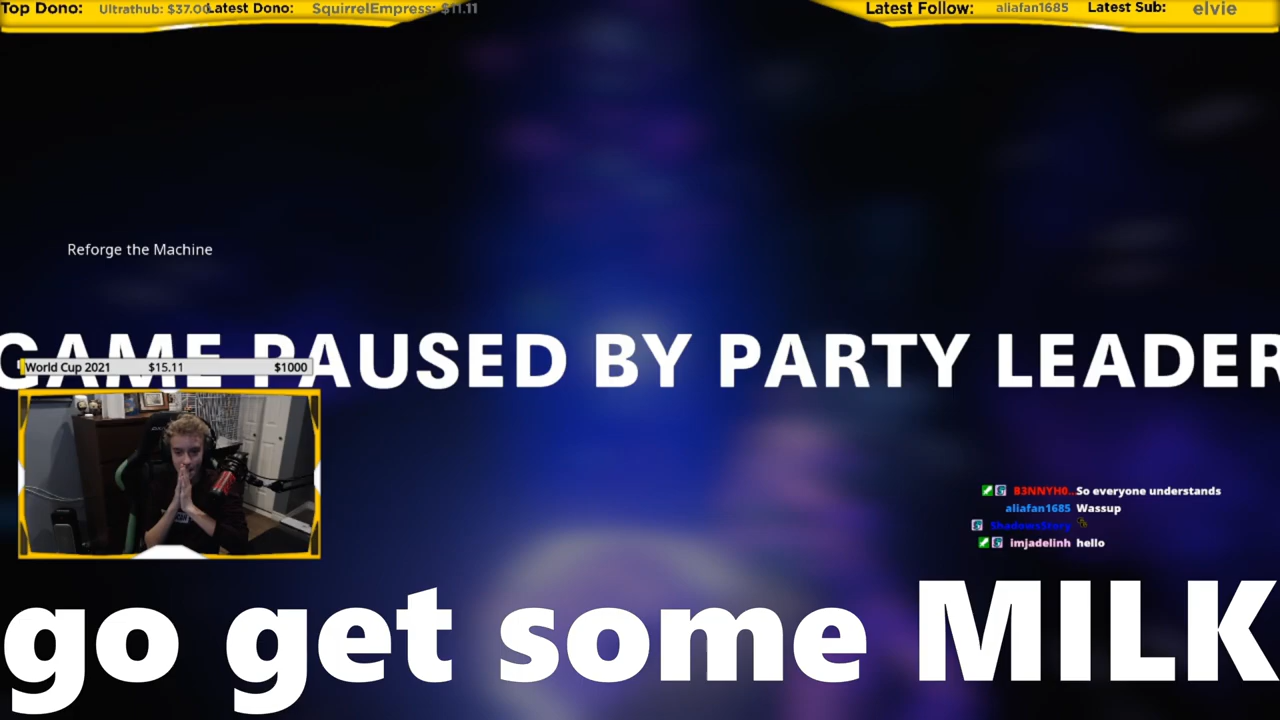 Top Dono: Ultrathub: $37.00 Latest Dono: SquirrelEmpress: $11.11 Latest Follow: aliafan1685 Latest Sub: elvie
Reforge the Machine
GAME PAUSED BY PARTY LEADER
World Cup 2021 $15.11 $1000
B3NNYH0... So everyone understands
aliafan1685 Wassup
ShadowsStory
imjadelinh hello
go get some MILK